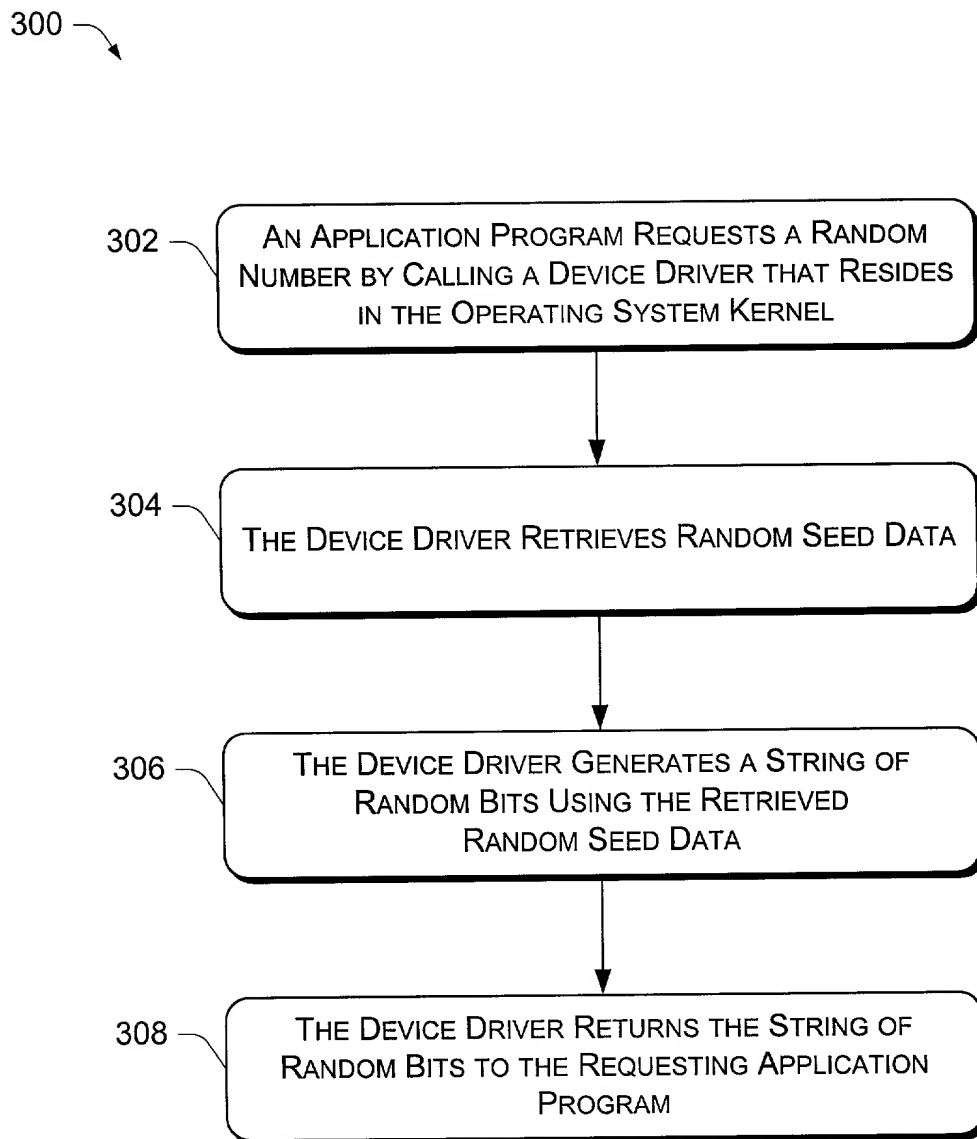 300
302
AN APPLICATION PROGRAM REQUESTS A RANDOM
NUMBER BY CALLING A DEVICE DRIVER THAT RESIDES
IN THE OPERATING SYSTEM KERNEL
304
THE DEVICE DRIVER RETRIEVES RANDOM SEED DATA
306
THE DEVICE DRIVER GENERATES A STRING OF
RANDOM BITS USING THE RETRIEVED
RANDOM SEED DATA
308
THE DEVICE DRIVER RETURNS THE STRING OF
RANDOM BITS TO THE REQUESTING APPLICATION
PROGRAM